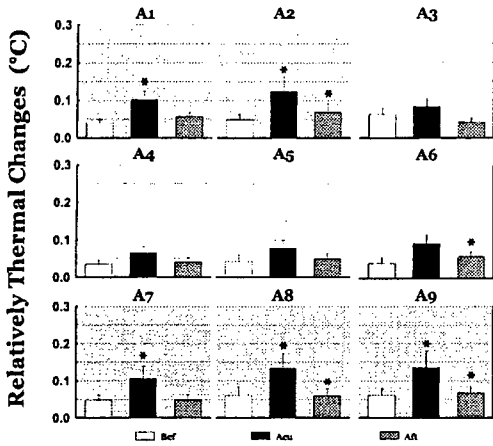 A1 A2 A3
Relatively Thermal Changes (°C)
0.3
0.2
0.1
0.0
* * *
A4 A5 A6
0.3
0.2
0.1
0.0
*
A7 A8 A9
0.3
0.2
0.1
0.0
* * * * *
Bef Acu Aft